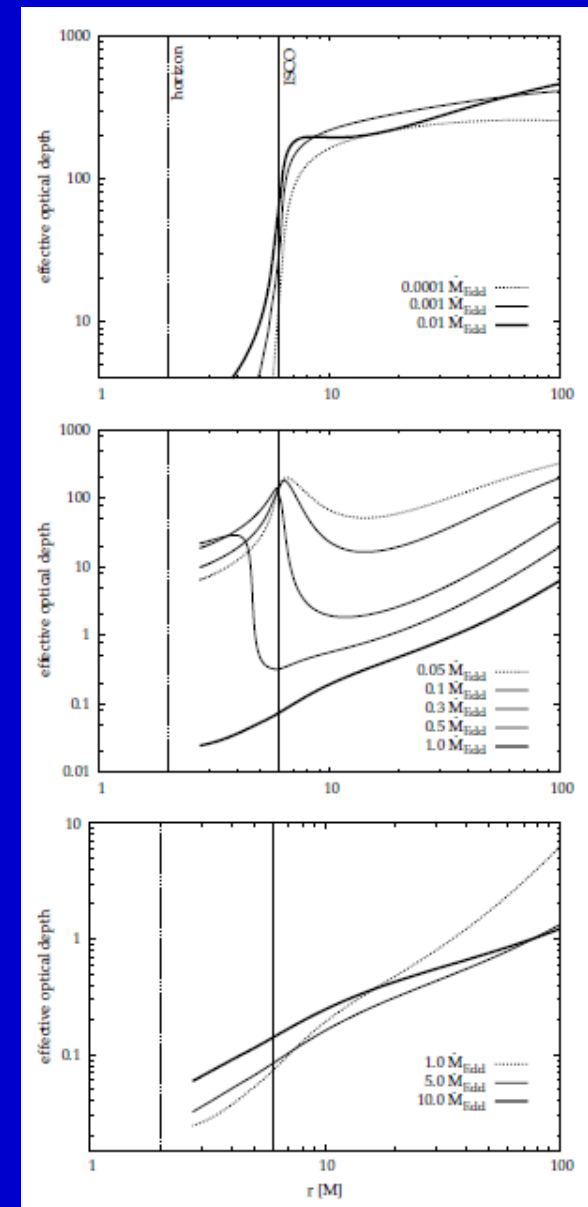 1000
100
10
effective optical depth
horizon
ISCO
0.0001 Ṁ_Edd
0.001 Ṁ_Edd
0.01 Ṁ_Edd
1 10 100
1000
100
10
1
0.1
0.01
effective optical depth
0.05 Ṁ_Edd
0.1 Ṁ_Edd
0.3 Ṁ_Edd
0.5 Ṁ_Edd
1.0 Ṁ_Edd
1 10 100
10
1
0.1
effective optical depth
1.0 Ṁ_Edd
5.0 Ṁ_Edd
10.0 Ṁ_Edd
1 10 100
r [M]